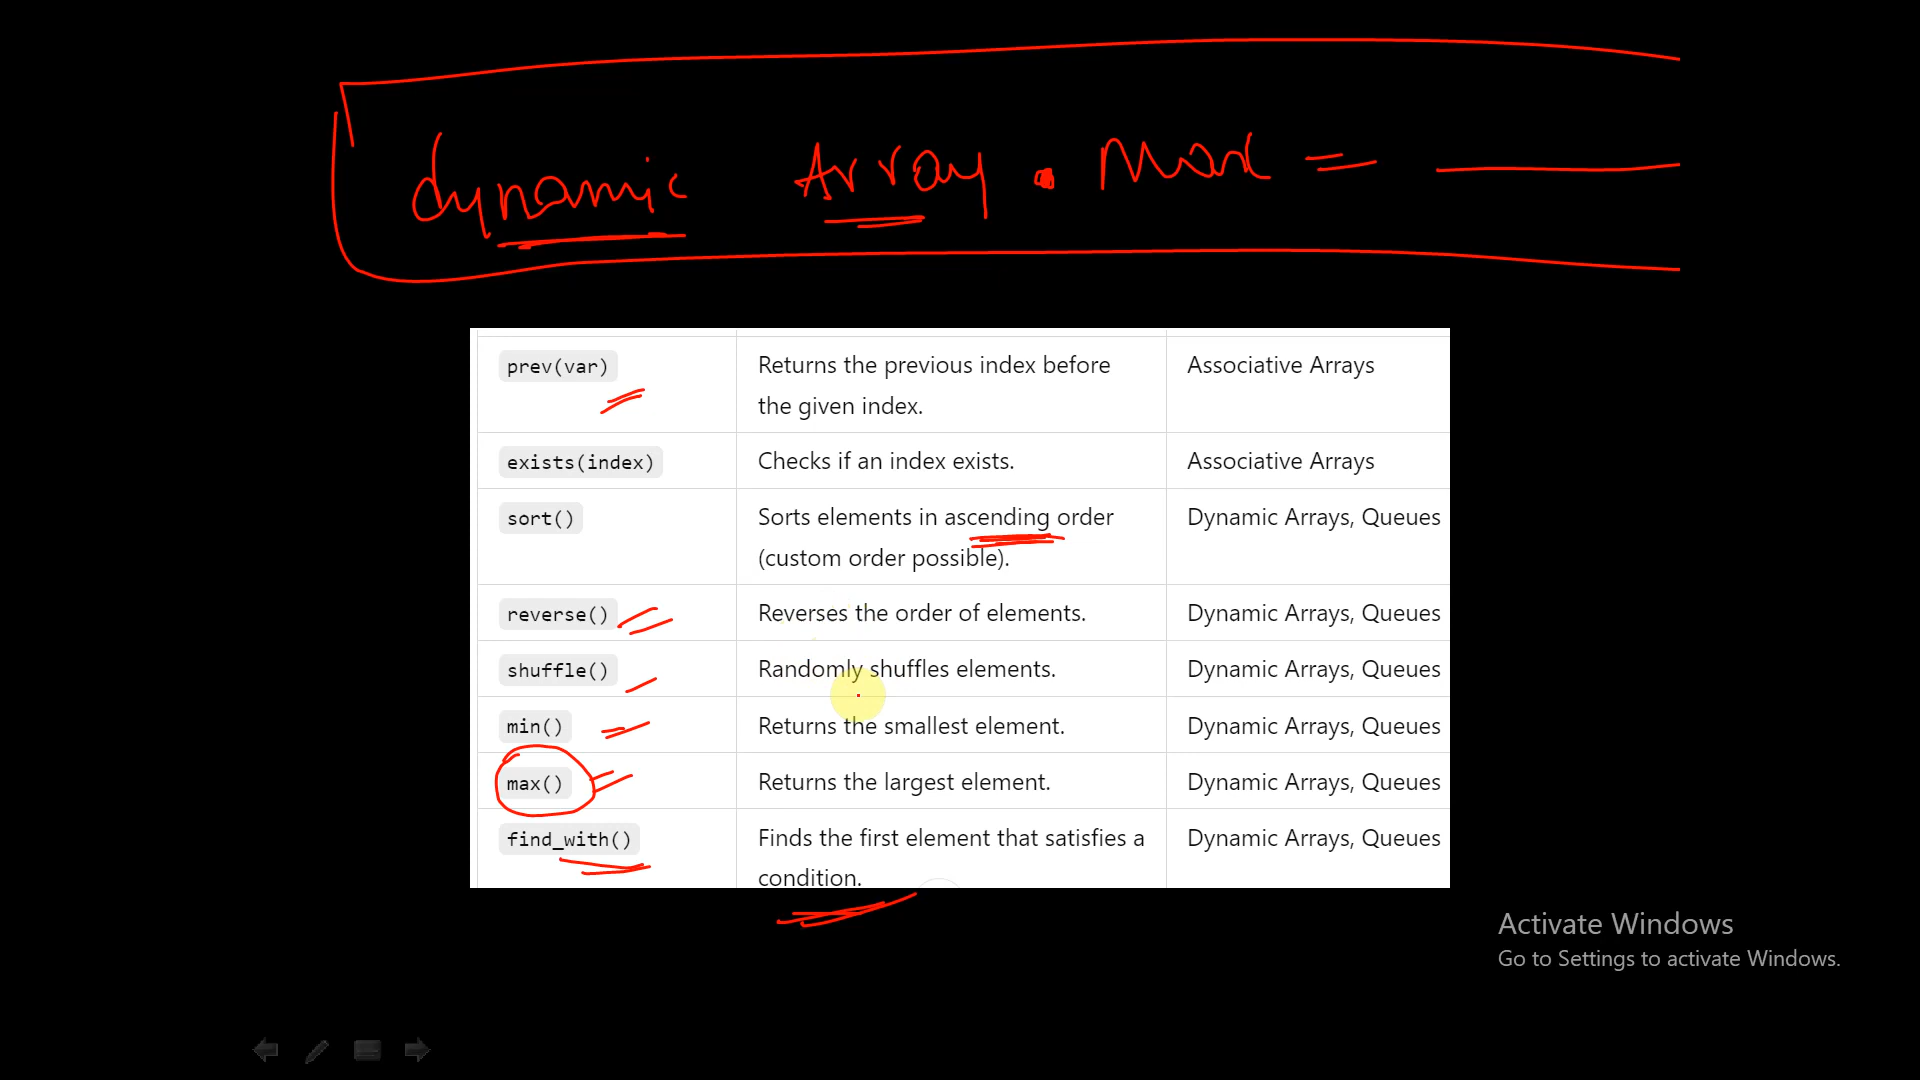 dynamic Array . Max =
prev(var) Returns the previous index before Associative Arrays
the given index.
exists(index) Checks if an index exists. Associative Arrays
sort() Sorts elements in ascending order Dynamic Arrays, Queues
(custom order possible).
reverse() Reverses the order of elements. Dynamic Arrays, Queues
shuffle() Randomly shuffles elements. Dynamic Arrays, Queues
min() Returns the smallest element. Dynamic Arrays, Queues
max() Returns the largest element. Dynamic Arrays, Queues
find_with() Finds the first element that satisfies a Dynamic Arrays, Queues
condition.
Activate Windows
Go to Settings to activate Windows.